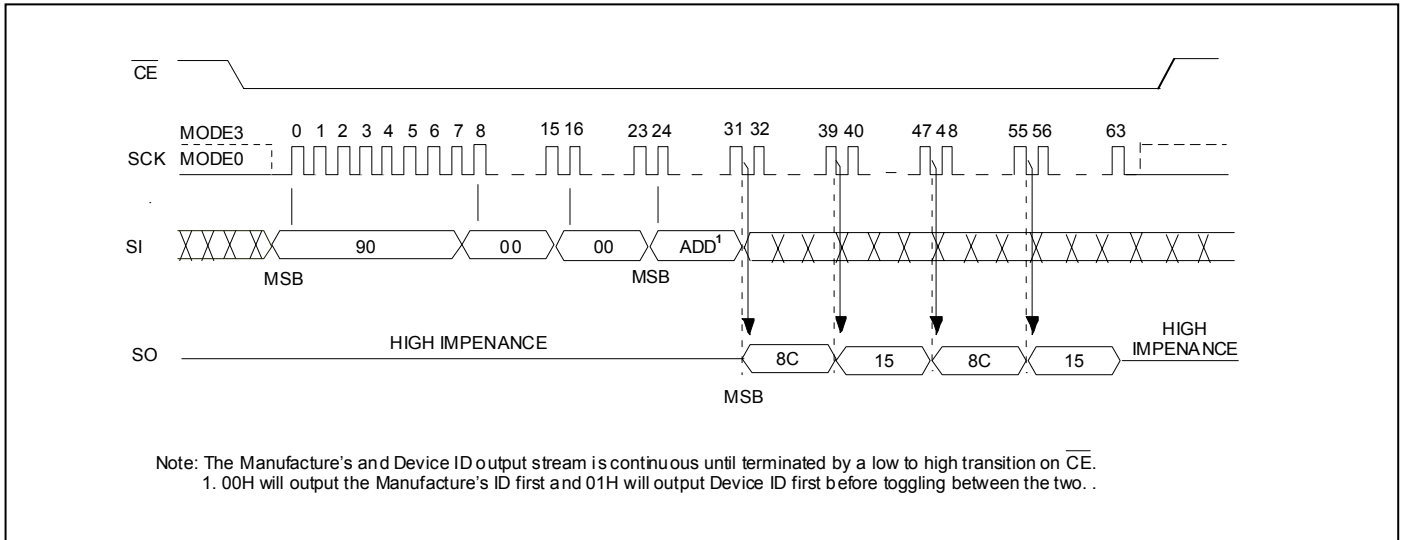 CE
MODE3 0 1 2 3 4 5 6 7 8 15 16 23 24 31 32 39 40 47 48 55 56 63
SCK MODE0
SI 90 00 00 ADD1
MSB MSB
HIGH IMPENANCE HIGH IMPENANCE
SO 8C 15 8C 15
MSB
Note: The Manufacture's and Device ID output stream is continuous until terminated by a low to high transition on CE.
1. 00H will output the Manufacture's ID first and 01H will output Device ID first before toggling between the two. .